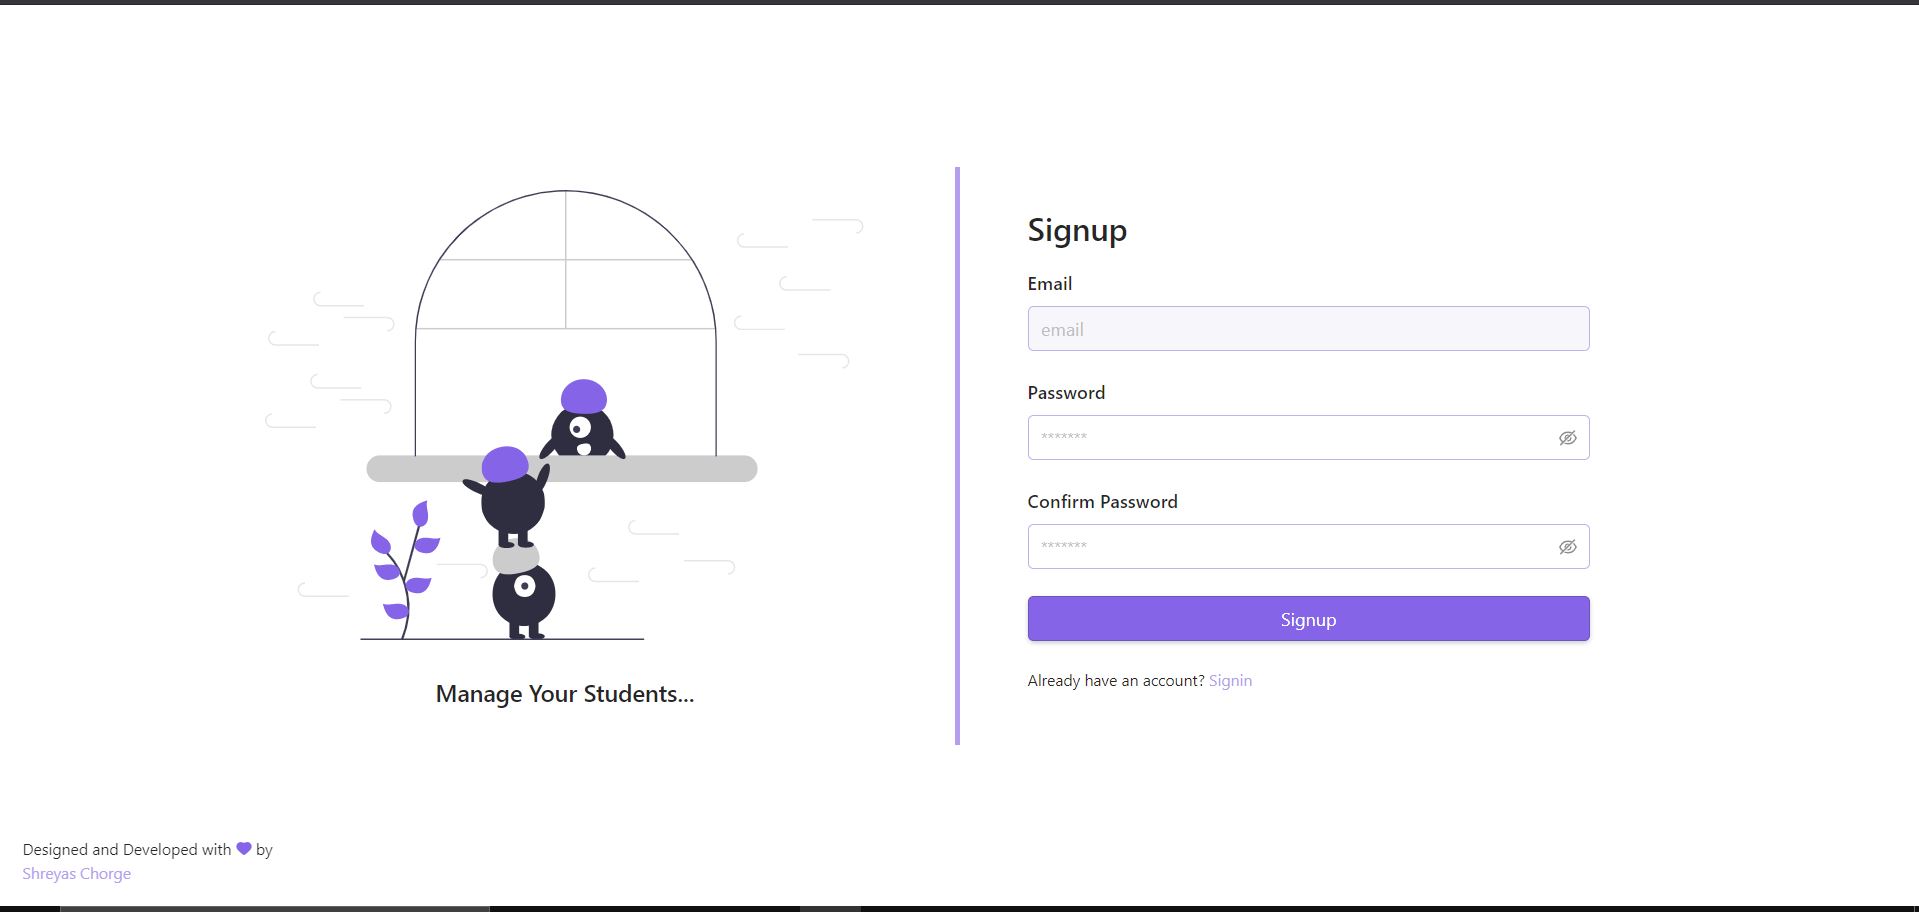 Manage Your Students...
Signup
Email
email
Password
*******
Confirm Password
*******
Signup
Already have an account? Signin
Designed and Developed with 💜 by
Shreyas Chorge